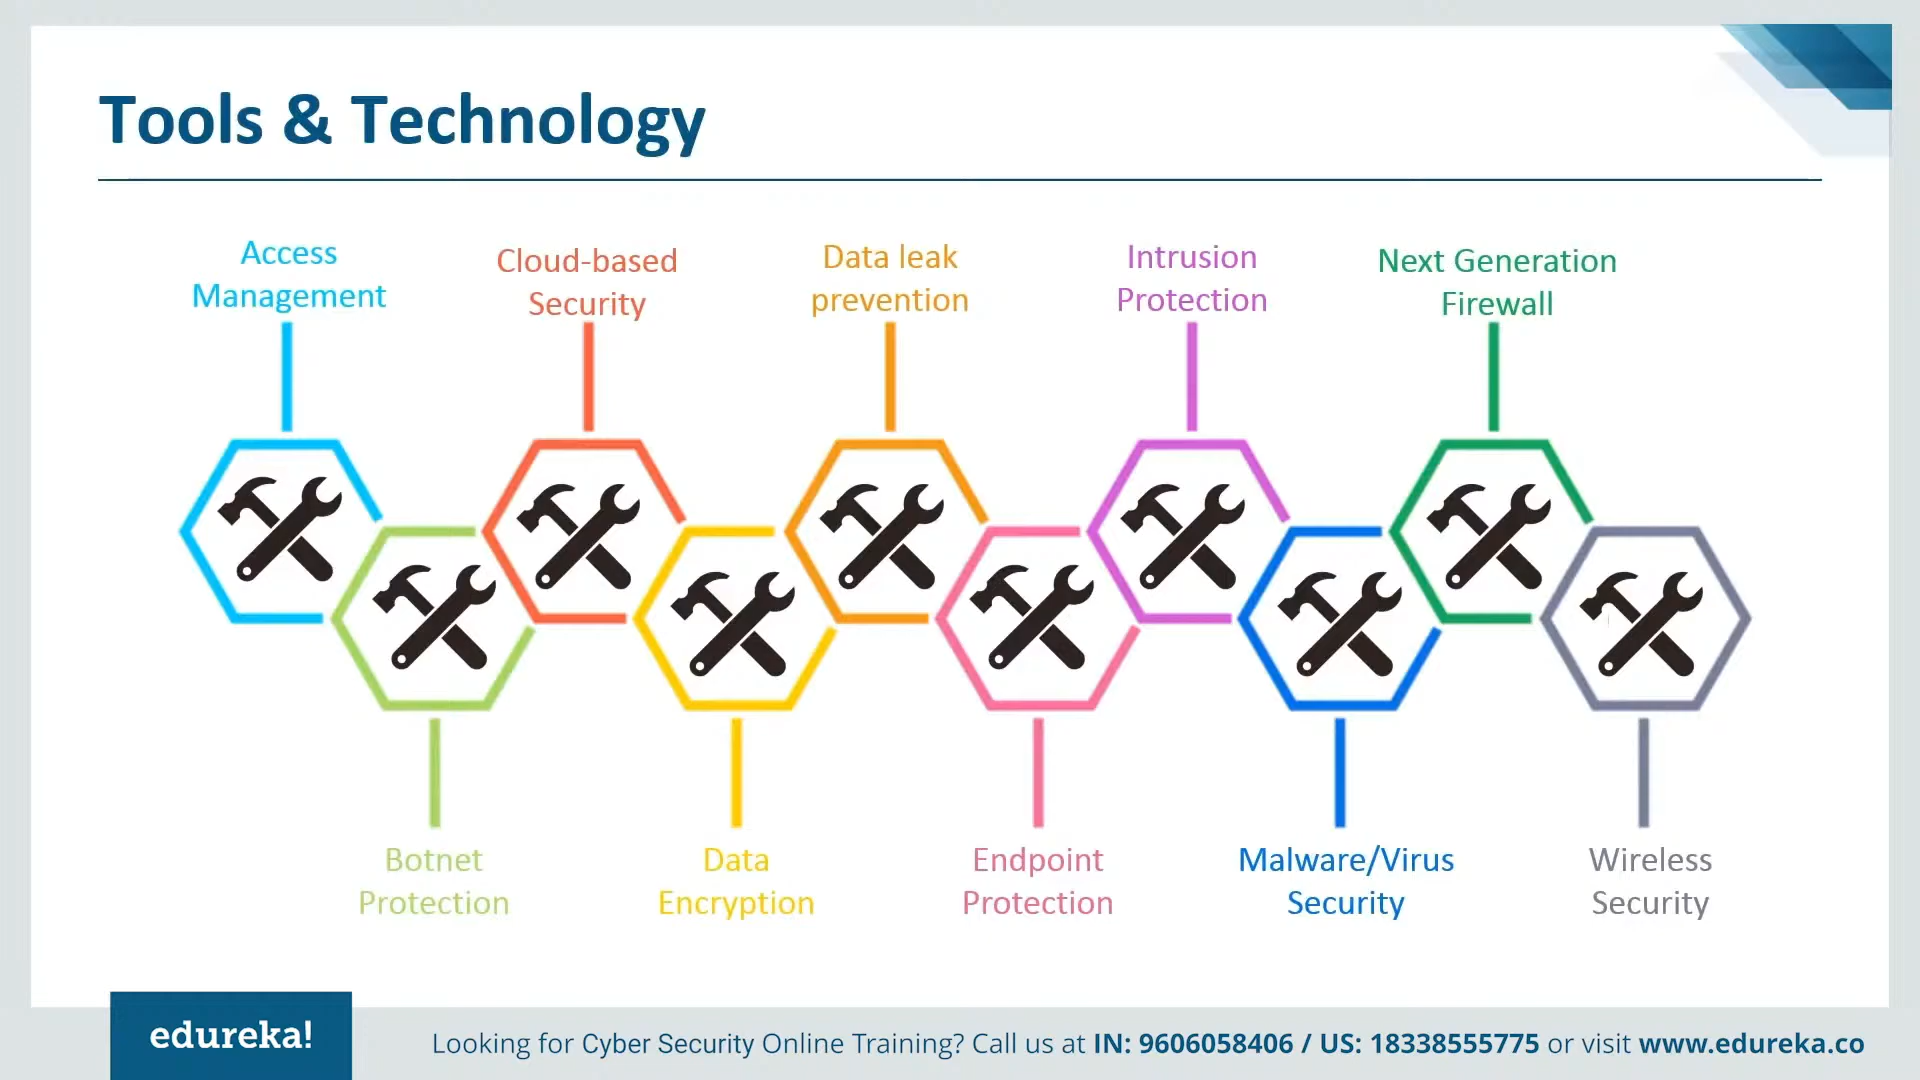 Tools & Technology
Access
Management
Cloud-based
Security
Data leak
prevention
Intrusion
Protection
Next Generation
Firewall
Botnet
Protection
Data
Encryption
Endpoint
Protection
Malware/Virus
Security
Wireless
Security
edureka!
Looking for Cyber Security Online Training? Call us at IN: 9606058406 / US: 18338555775 or visit www.edureka.co